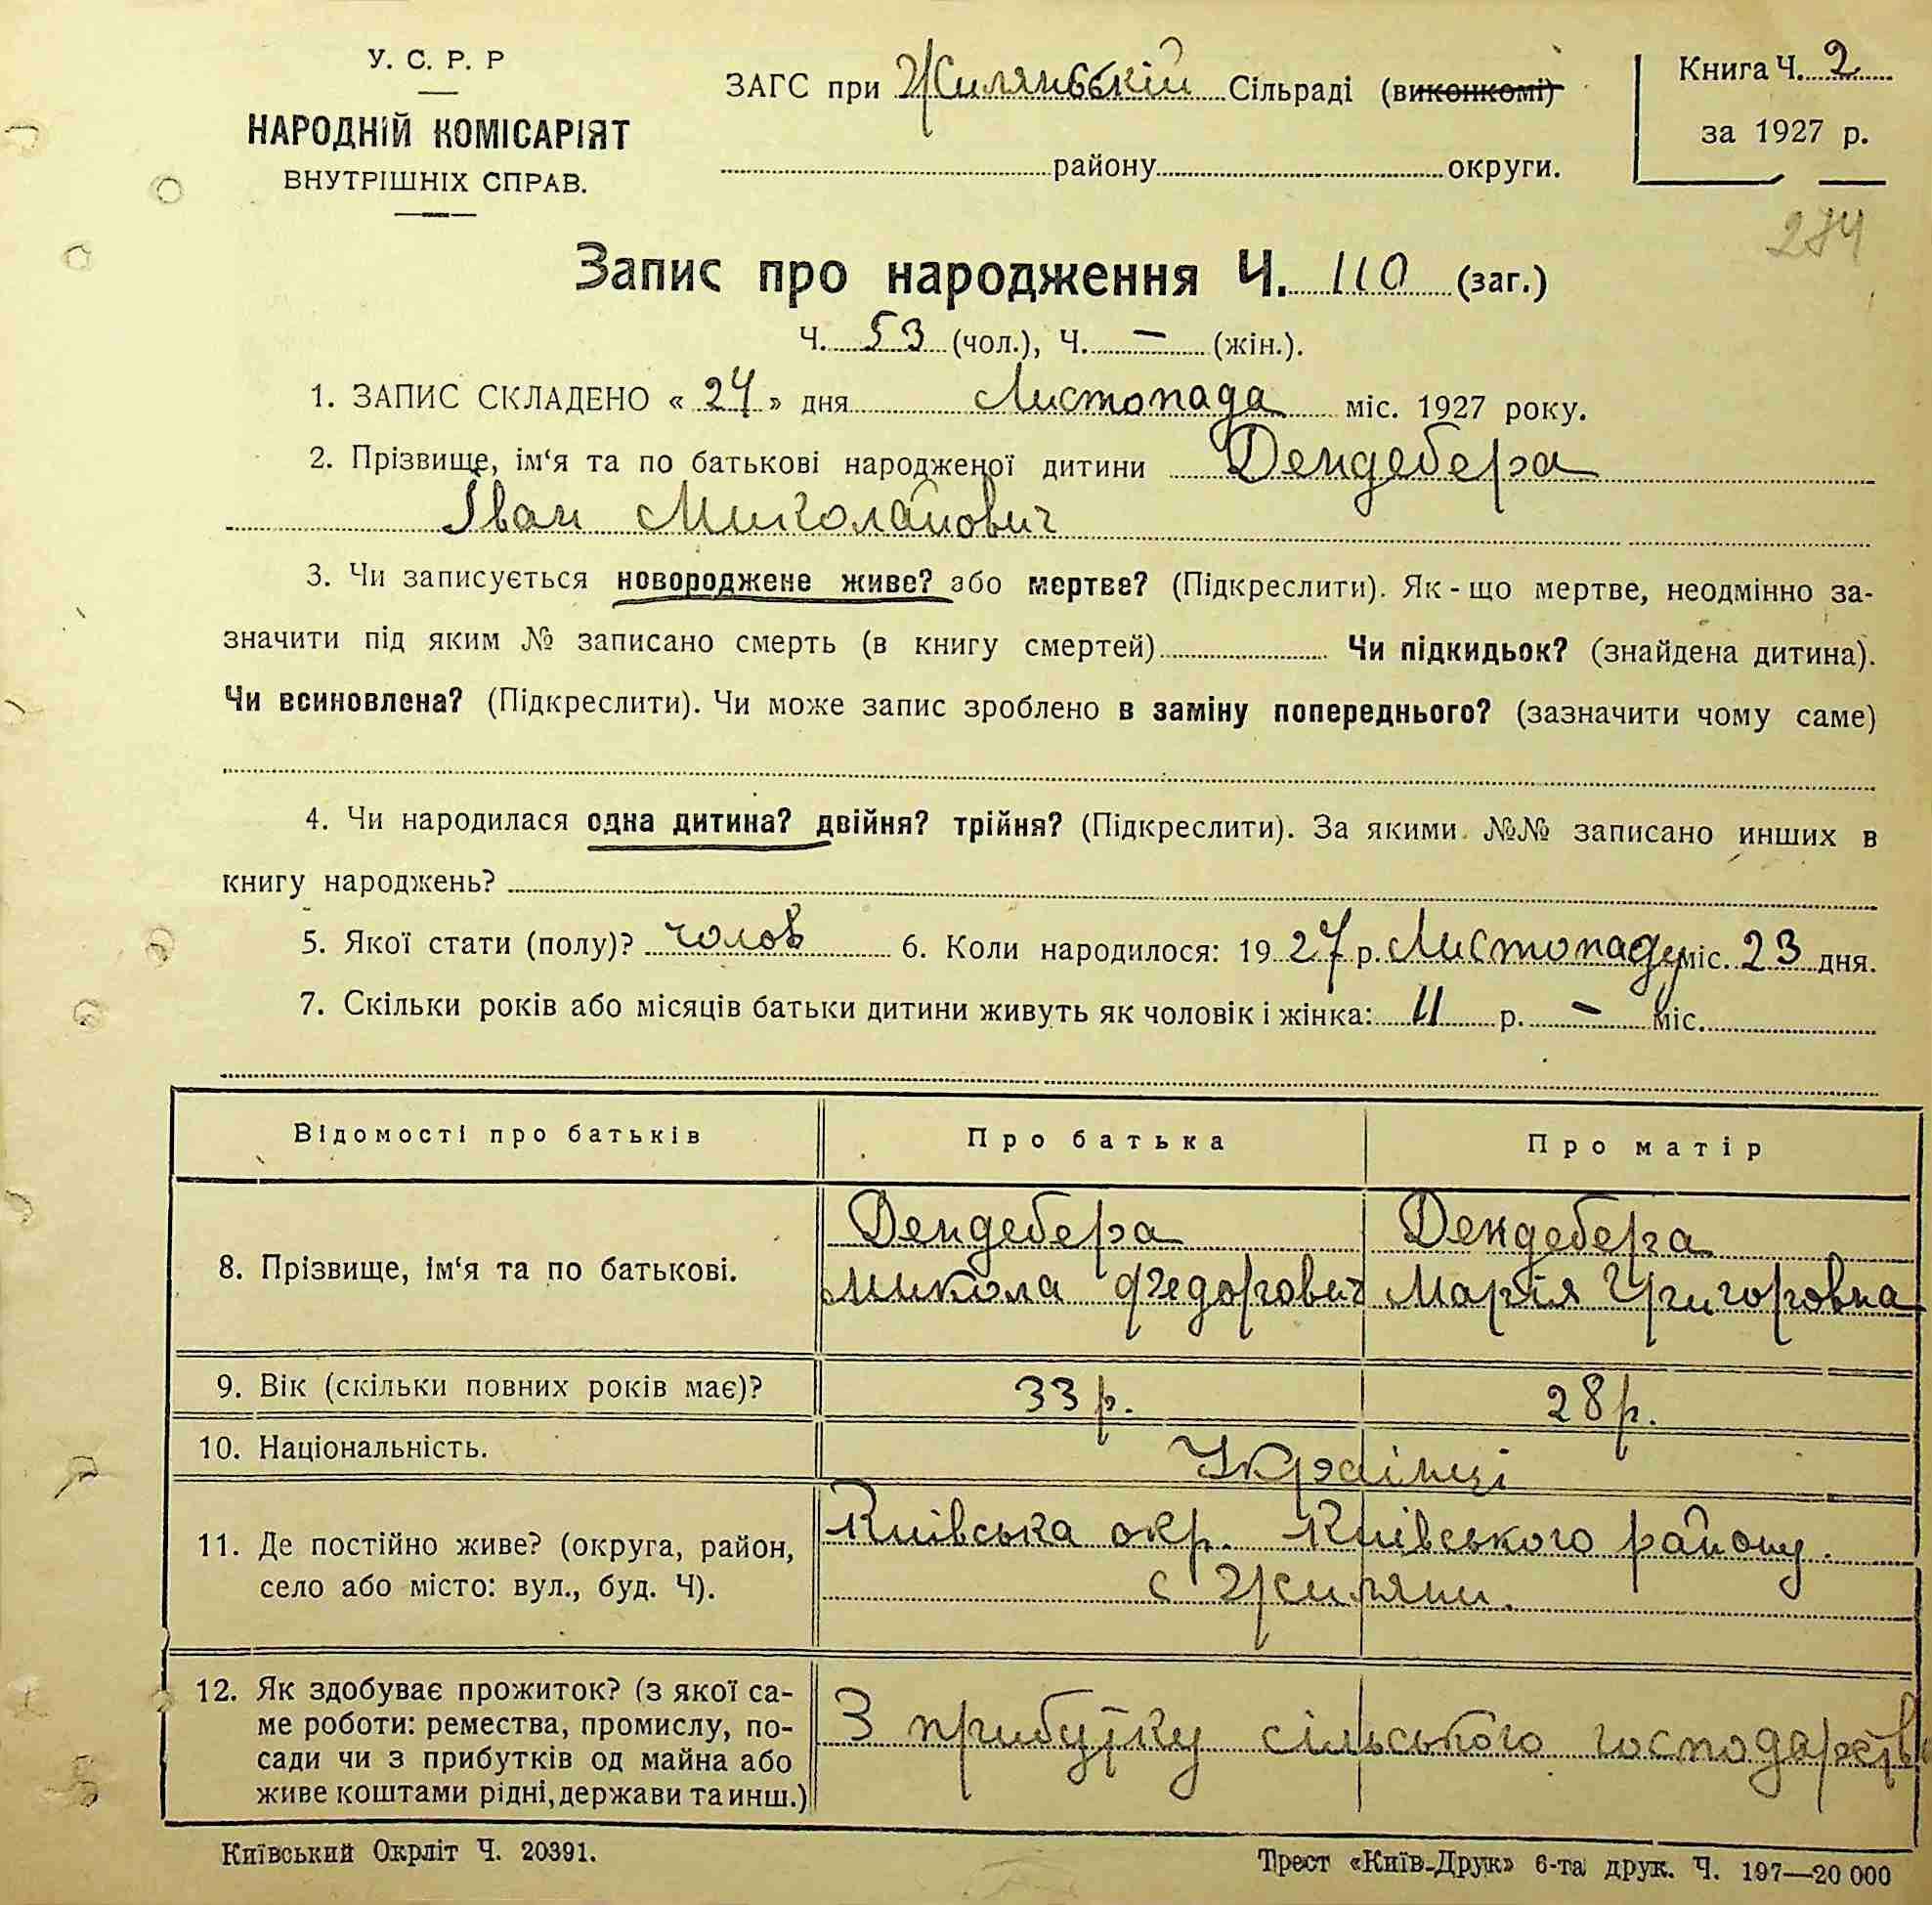 У. С. Р. Р
НАРОДНІЙ КОМІСАРІЯТ
ВНУТРІШНІХ СПРАВ.
ЗАГС при Жилянській Сільраді (виконкомі)
району округи.
Книга Ч. 2
за 1927 р.
274
Запис про народження Ч. 110 (заг.)
Ч. 53 (чол.), Ч. — (жін.).
1. ЗАПИС СКЛАДЕНО « 24 » дня Листопада міс. 1927 року.
2. Прізвище, ім‘я та по батькові народженої дитини Дендебера
Іван Миколайович
3. Чи записується новороджене живе? або мертве? (Підкреслити). Як-що мертве, неодмінно за-
значити під яким № записано смерть (в книгу смертей) Чи підкидьок? (знайдена дитина).
Чи всиновлена? (Підкреслити). Чи може запис зроблено в заміну попереднього? (зазначити чому саме)
4. Чи народилася одна дитина? двійня? трійня? (Підкреслити). За якими №№ записано инших в
книгу народжень?
5. Якої стати (полу)? чолов 6. Коли народилося: 1927 р. Листопаду міс. 23 дня.
7. Скільки років або місяців батьки дитини живуть як чоловік і жінка: 11 р. — міс.
Відомості про батьків Про батька Про матір
8. Прізвище, ім‘я та по батькові.
Дендебера
Микола Федорович
Дендебера
Марія Григоровна
9. Вік (скільки повних років має)? 33 р. 28 р.
10. Національність. Українці
11. Де постійно живе? (округа, район,
село або місто: вул., буд. Ч).
Київська окр. Київського району.
с Жиляни.
12. Як здобуває прожиток? (з якої са-
ме роботи: ремества, промислу, по-
сади чи з прибутків од майна або
живе коштами рідні, держави та инш.)
З прибутку сільського господарства
Київський Окрліт Ч. 20391.
Трест «Київ-Друк» 6-та друк. Ч. 197—20 000